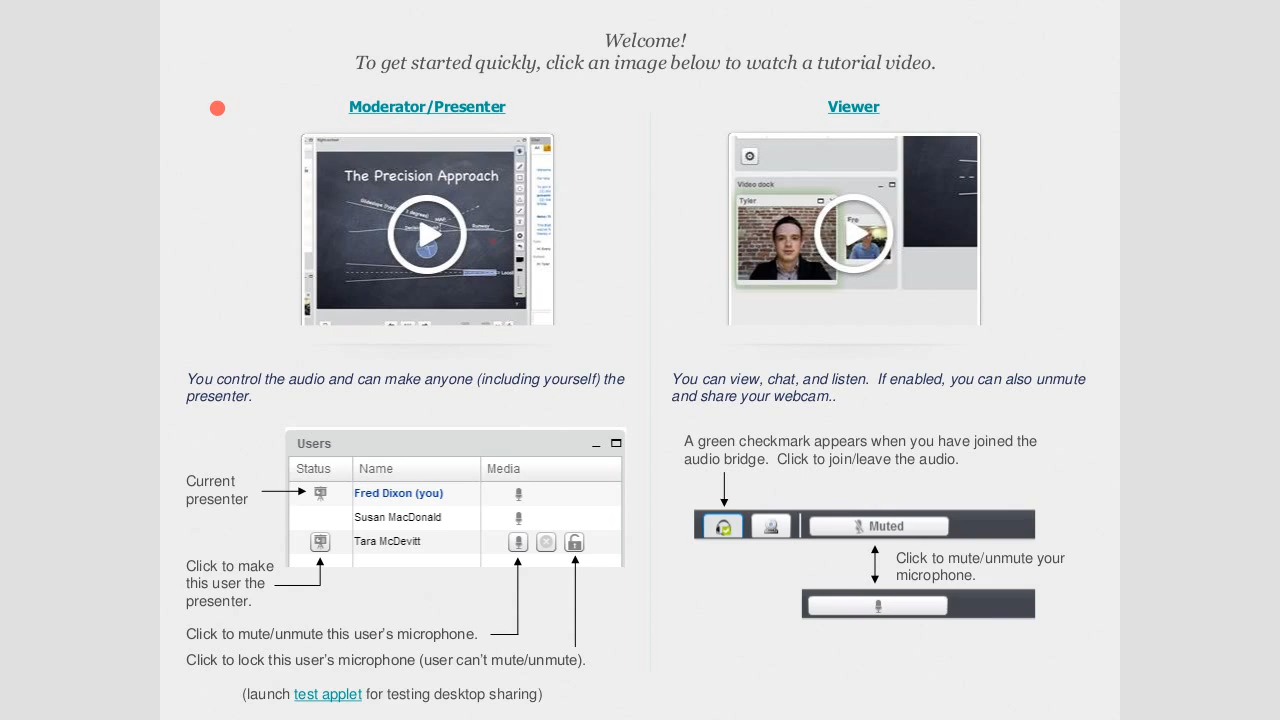 Welcome!
To get started quickly, click an image below to watch a tutorial video.
Moderator/Presenter
The Precision Approach
Runway
You control the audio and can make anyone (including yourself) the
presenter.
Users
Status Name Media
Current
presenter
Fred Dixon (you)
Susan MacDonald
Tara McDevitt
Click to make
this user the
presenter.
Click to mute/unmute this user's microphone.
Click to lock this user's microphone (user can't mute/unmute).
(launch test applet for testing desktop sharing)
Viewer
Video dock
Tyler
Fre
You can view, chat, and listen.  If enabled, you can also unmute
and share your webcam..
A green checkmark appears when you have joined the
audio bridge.  Click to join/leave the audio.
Muted
Click to mute/unmute your
microphone.